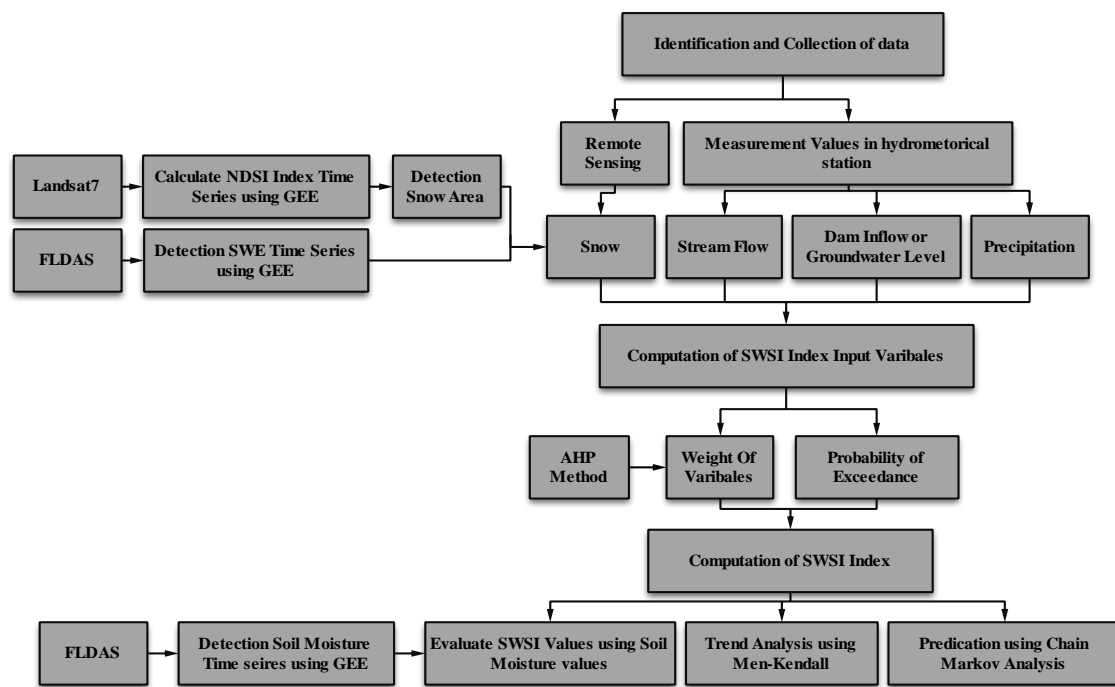 Identification and Collection of data
Remote
Sensing
Measurement Values in hydrometorical
station
Landsat7
Calculate NDSI Index Time
Series using GEE
Detection
Snow Area
FLDAS
Detection SWE Time Series
using GEE
Snow
Stream Flow
Dam Inflow or
Groundwater Level
Precipitation
Computation of SWSI Index Input Varibales
AHP
Method
Weight Of
Varibales
Probability of
Exceedance
Computation of SWSI Index
FLDAS
Detection Soil Moisture
Time seires using GEE
Evaluate SWSI Values using Soil
Moisture values
Trend Analysis using
Men-Kendall
Predication using Chain
Markov Analysis